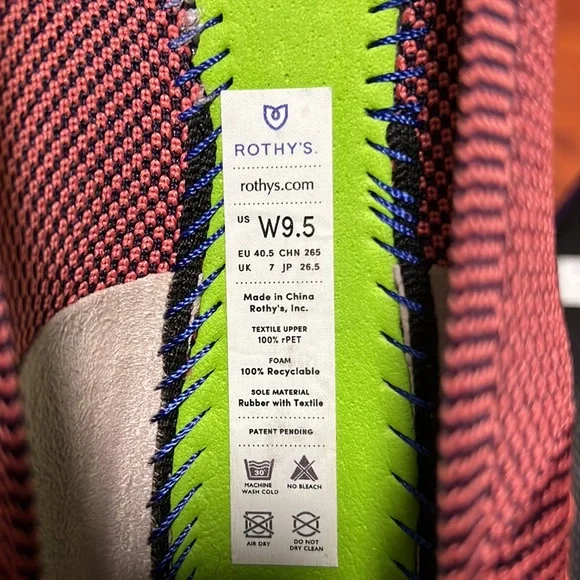 ROTHY'S.
rothys.com
US W9.5
EU 40.5 CHN 265
UK 7 JP 26.5
Made in China
Rothy's, Inc.
TEXTILE UPPER
100% rPET
FOAM
100% Recyclable
SOLE MATERIAL
Rubber with Textile
PATENT PENDING
30°
MACHINE WASH COLD
NO BLEACH
AIR DRY
DO NOT DRY CLEAN